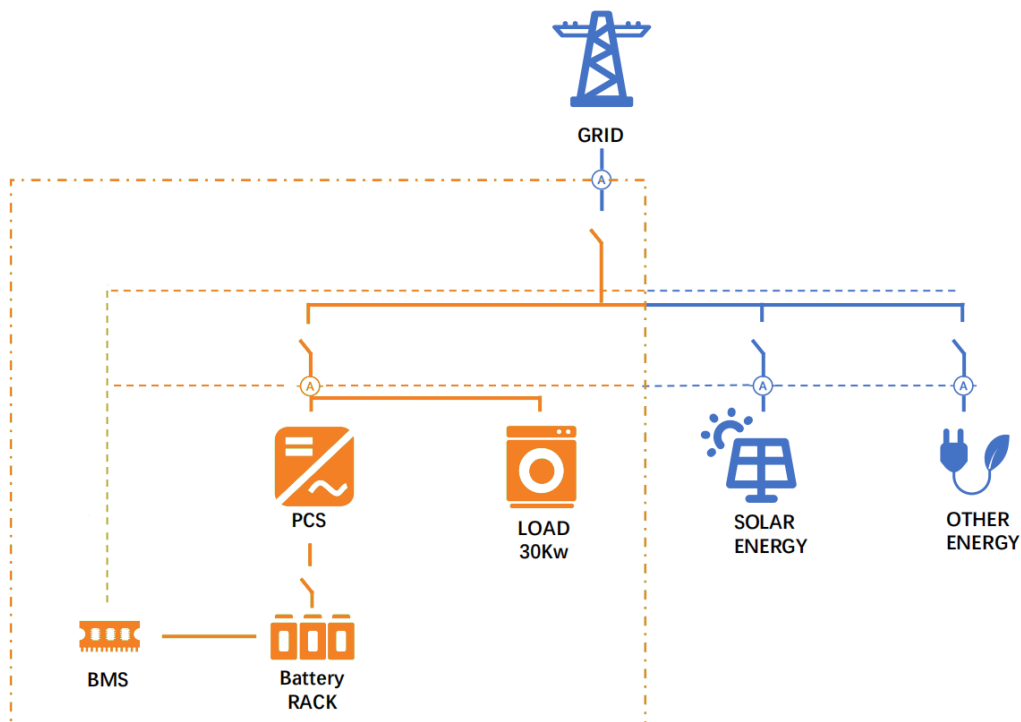 GRID
A
A
A
A
PCS
LOAD
30Kw
SOLAR
ENERGY
OTHER
ENERGY
BMS
Battery
RACK